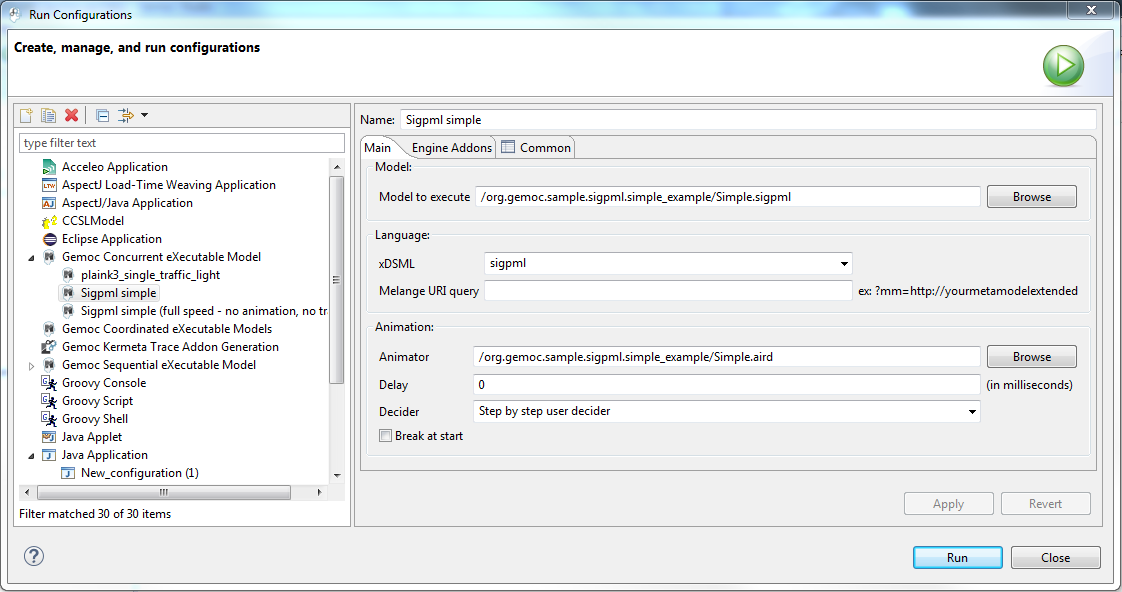 Run Configurations
Create, manage, and run configurations
type filter text
Acceleo Application
LTW AspectJ Load-Time Weaving Application
AJ AspectJ/Java Application
CCSLModel
Eclipse Application
Gemoc Concurrent eXecutable Model
plaink3_single_traffic_light
Sigpml simple
Sigpml simple (full speed - no animation, no tr
Gemoc Coordinated eXecutable Models
Gemoc Kermeta Trace Addon Generation
Gemoc Sequential eXecutable Model
Groovy Console
Groovy Script
Groovy Shell
Java Applet
Java Application
New_configuration (1)
Filter matched 30 of 30 items
Name: Sigpml simple
Main Engine Addons Common
Model:
Model to execute /org.gemoc.sample.sigpml.simple_example/Simple.sigpml Browse
Language:
xDSML sigpml
Melange URI query ex: ?mm=http://yourmetamodelextended
Animation:
Animator /org.gemoc.sample.sigpml.simple_example/Simple.aird Browse
Delay 0 (in milliseconds)
Decider Step by step user decider
Break at start
Apply Revert
? Run Close